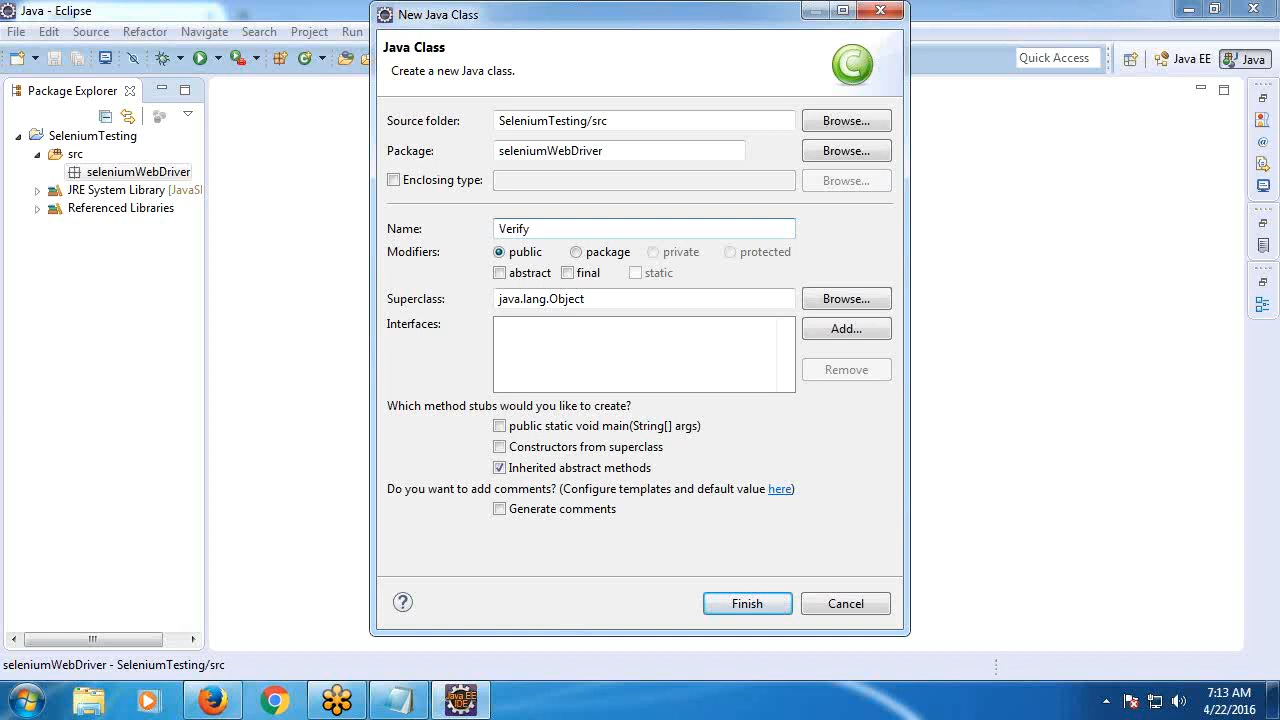 Java - Eclipse
File Edit Source Refactor Navigate Search Project Run
Quick Access
Java EE
Java
Package Explorer
SeleniumTesting
src
seleniumWebDriver
JRE System Library
Referenced Libraries
New Java Class
Java Class
Create a new Java class.
Source folder: SeleniumTesting/src Browse...
Package: seleniumWebDriver Browse...
Enclosing type: Browse...
Name: Verify
Modifiers: public package private protected
abstract final static
Superclass: java.lang.Object Browse...
Interfaces: Add...
Remove
Which method stubs would you like to create?
public static void main(String[] args)
Constructors from superclass
Inherited abstract methods
Do you want to add comments? (Configure templates and default value here)
Generate comments
Finish Cancel
seleniumWebDriver - SeleniumTesting/src
Java EE
IDE
7:13 AM
4/22/2016